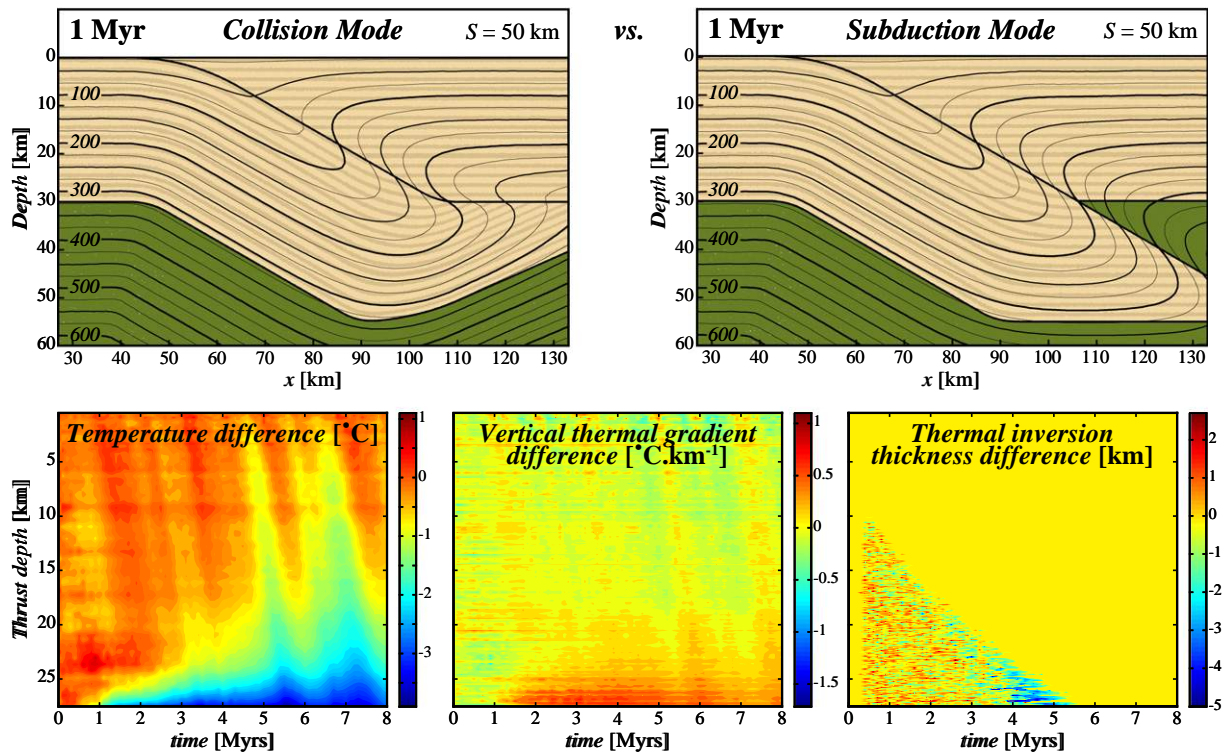 1 Myr Collision Mode S = 50 km vs. 1 Myr Subduction Mode S = 50 km
0
10
20
30
40
50
60
Depth [km]
100
200
300
400
500
600
30 40 50 60 70 80 90 100 110 120 130
x [km]
0
10
20
30
40
50
60
Depth [km]
100
200
300
400
500
600
30 40 50 60 70 80 90 100 110 120 130
x [km]
Temperature difference [°C]
5
10
15
20
25
Thrust depth [km]
0 1 2 3 4 5 6 7 8
time [Myrs]
1
0
-1
-2
-3
Vertical thermal gradient
difference [°C.km-1]
0 1 2 3 4 5 6 7 8
time [Myrs]
1
0.5
0
-0.5
-1
-1.5
Thermal inversion
thickness difference [km]
0 1 2 3 4 5 6 7 8
time [Myrs]
2
1
0
-1
-2
-3
-4
-5